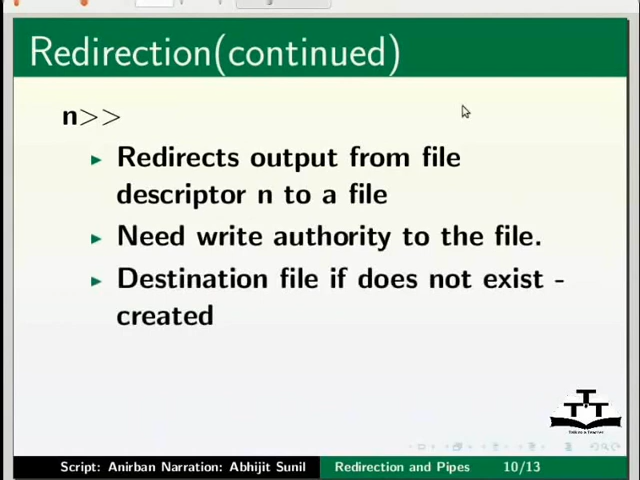 Redirection(continued)
n>>
Redirects output from file
descriptor n to a file
Need write authority to the file.
Destination file if does not exist -
created
Script: Anirban Narration: Abhijit Sunil Redirection and Pipes 10/13